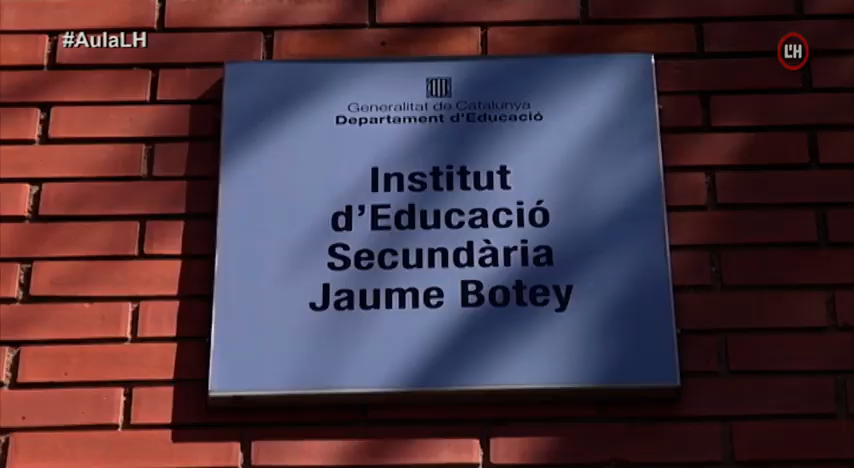 #AulaLH
L'H
Generalitat de Catalunya
Departament d'Educació
Institut
d'Educació
Secundària
Jaume Botey